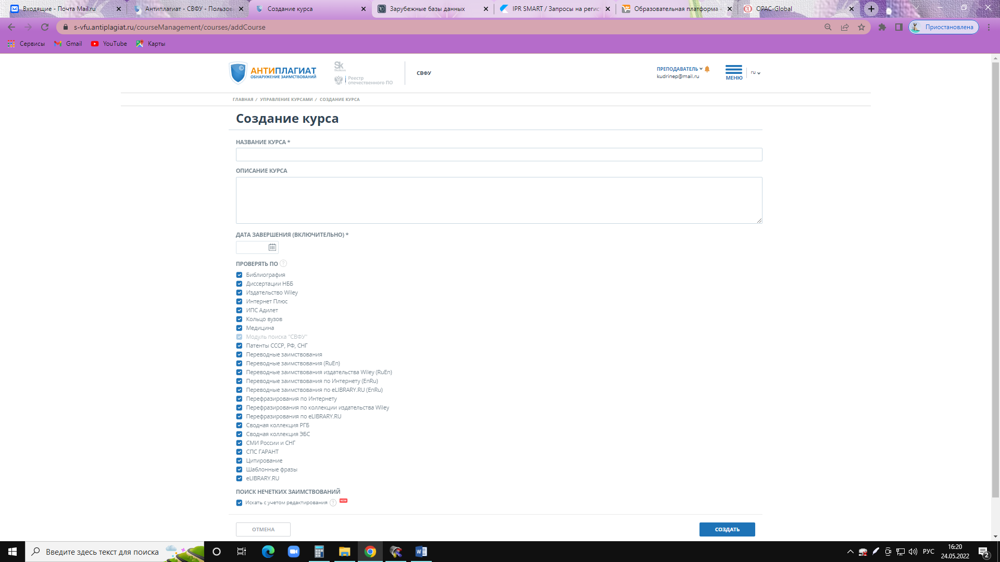 Входящие - Почта Mail.ru
Антиплагиат - СВФУ - Пользов
Создание курса
Зарубежные базы данных
IPR SMART / Запросы на регист
Образовательная платформа
OPAC-Global
s-vfu.antiplagiat.ru/courseManagement/courses/addCourse
Приостановлена
Сервисы
Gmail
YouTube
Карты
АНТИПЛАГИАТ
ОБНАРУЖЕНИЕ ЗАИМСТВОВАНИЙ
Sk
Реестр
отечественного ПО
СВФУ
ПРЕПОДАВАТЕЛЬ
kudrinep@mail.ru
МЕНЮ
ru
ГЛАВНАЯ / УПРАВЛЕНИЕ КУРСАМИ / СОЗДАНИЕ КУРСА
Создание курса
НАЗВАНИЕ КУРСА *
ОПИСАНИЕ КУРСА
ДАТА ЗАВЕРШЕНИЯ (ВКЛЮЧИТЕЛЬНО) *
ПРОВЕРЯТЬ ПО ?
Библиография
Диссертации НББ
Издательство Wiley
Интернет Плюс
ИПС Адилет
Кольцо вузов
Медицина
Модуль поиска "СВФУ"
Патенты СССР, РФ, СНГ
Переводные заимствования
Переводные заимствования (RuEn)
Переводные заимствования издательства Wiley (RuEn)
Переводные заимствования по Интернету (EnRu)
Переводные заимствования по eLIBRARY.RU (EnRu)
Перефразирования по Интернету
Перефразирования по коллекции издательства Wiley
Перефразирования по eLIBRARY.RU
Сводная коллекция РГБ
Сводная коллекция ЭБС
СМИ России и СНГ
СПС ГАРАНТ
Цитирование
Шаблонные фразы
eLIBRARY.RU
ПОИСК НЕЧЕТКИХ ЗАИМСТВОВАНИЙ
Искать с учетом редактирования ? NEW
ОТМЕНА
СОЗДАТЬ
Введите здесь текст для поиска
РУС
16:20
24.05.2022
2